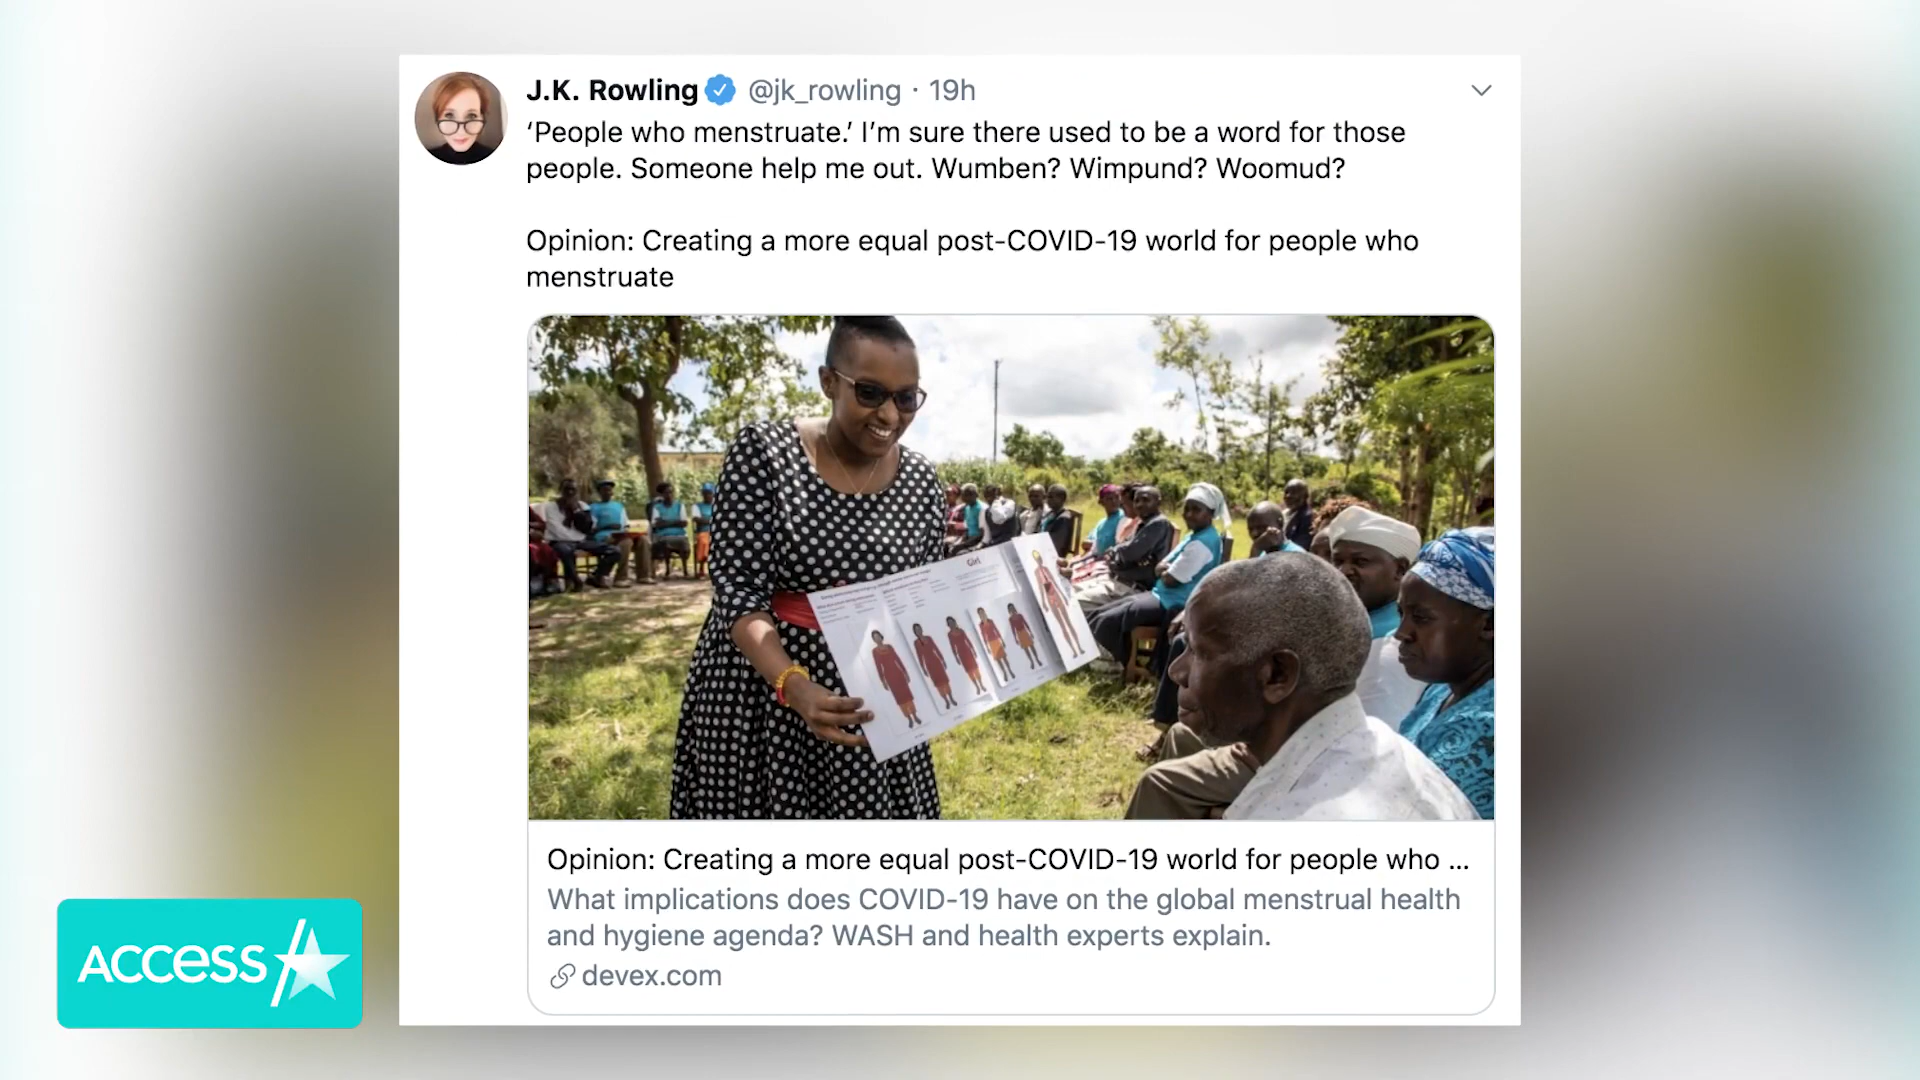 J.K. Rowling @jk_rowling · 19h
‘People who menstruate.’ I’m sure there used to be a word for those
people. Someone help me out. Wumben? Wimpund? Woomud?
Opinion: Creating a more equal post-COVID-19 world for people who
menstruate
Girl
Opinion: Creating a more equal post-COVID-19 world for people who ...
What implications does COVID-19 have on the global menstrual health
and hygiene agenda? WASH and health experts explain.
devex.com
access